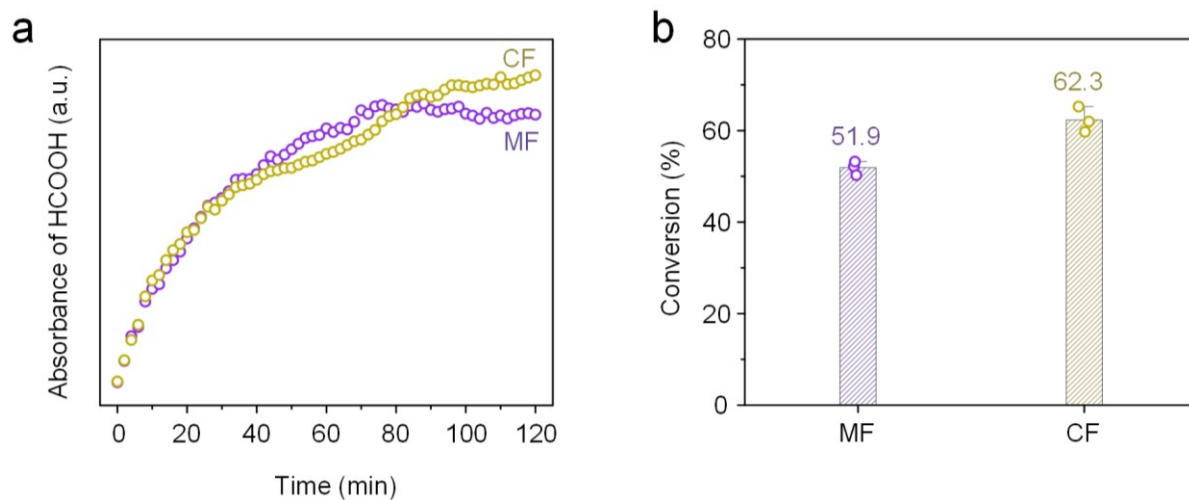 a
Absorbance of HCOOH (a.u.)
CF
MF
0 20 40 60 80 100 120
Time (min)
b
Conversion (%)
80
60
40
20
0
51.9
62.3
MF CF